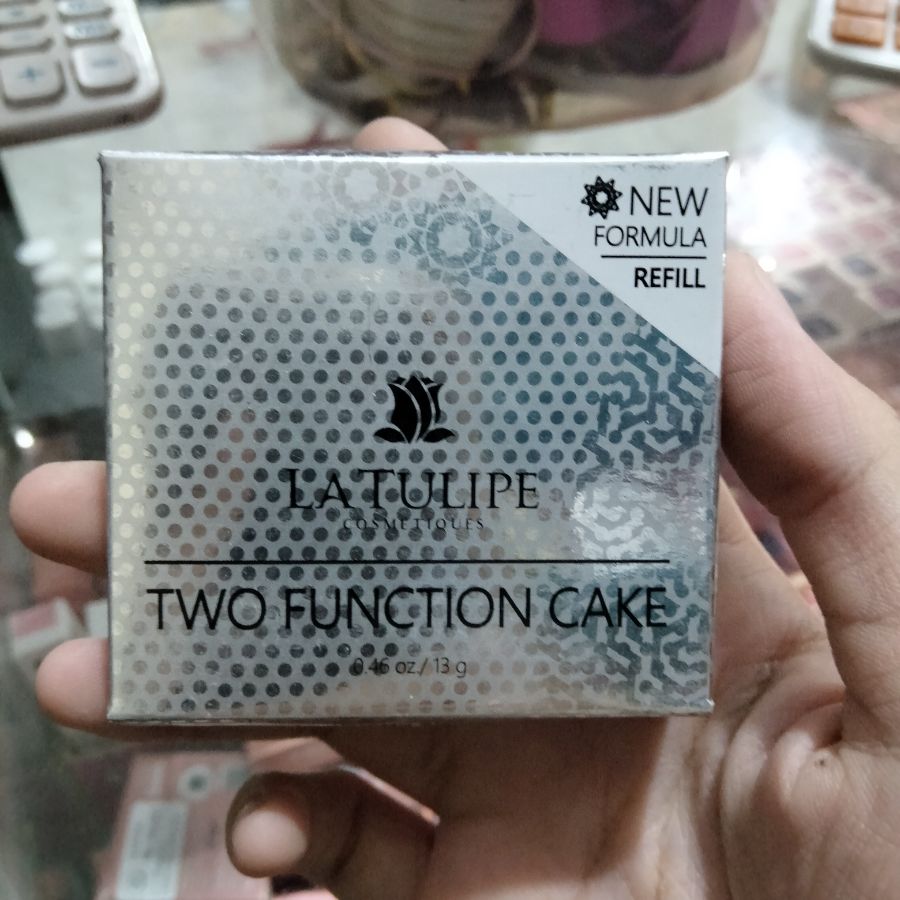 NEW
FORMULA
REFILL
LATULIPE
COSMETIQUES
TWO FUNCTION CAKE
0.46 oz./ 13 g